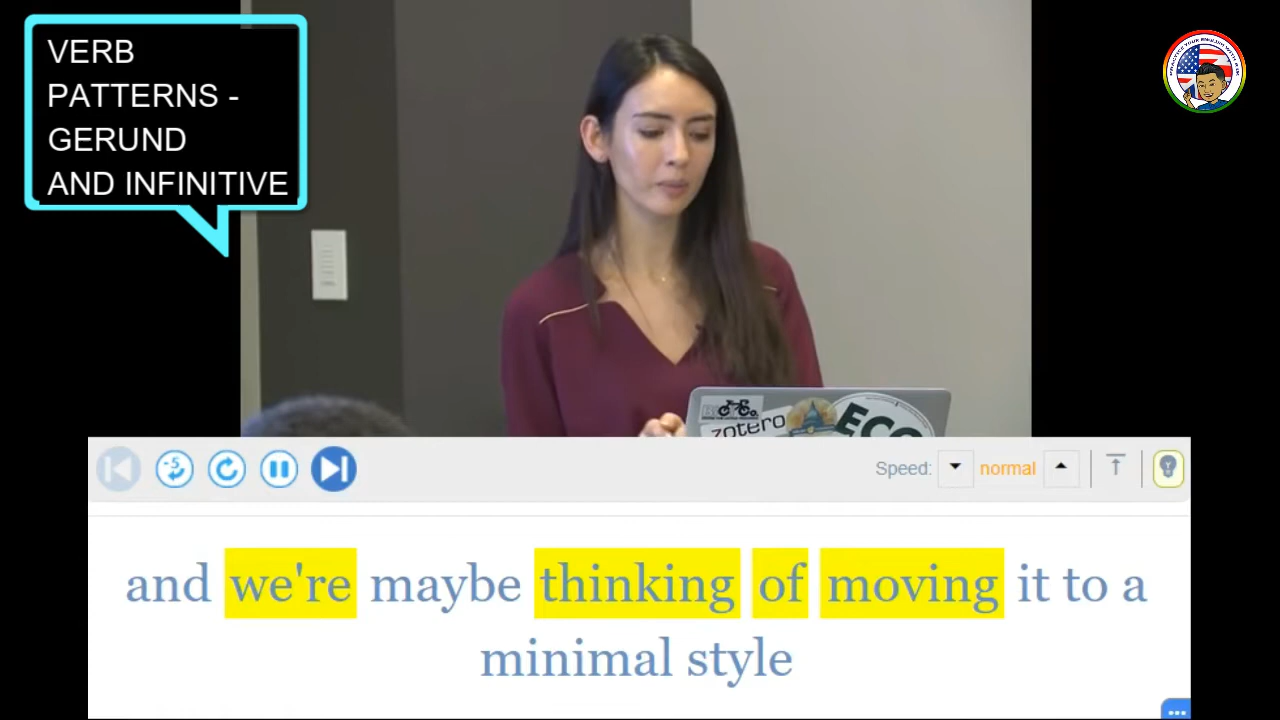 VERB
PATTERNS -
GERUND
AND INFINITIVE
zotero
ECO
-5
Speed: normal
and we're maybe thinking of moving it to a
minimal style